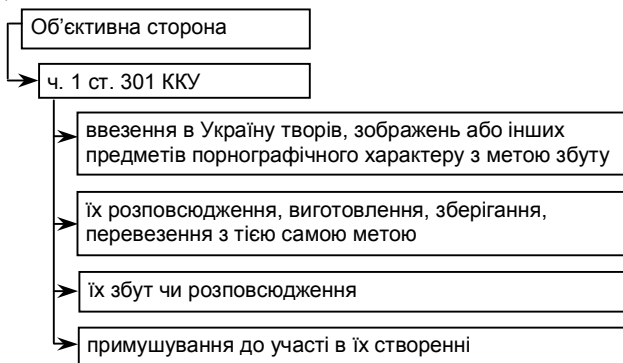 Об’єктивна сторона
ч. 1 ст. 301 ККУ
ввезення в Україну творів, зображень або інших
предметів порнографічного характеру з метою збуту
їх розповсюдження, виготовлення, зберігання,
перевезення з тією самою метою
їх збут чи розповсюдження
примушування до участі в їх створенні